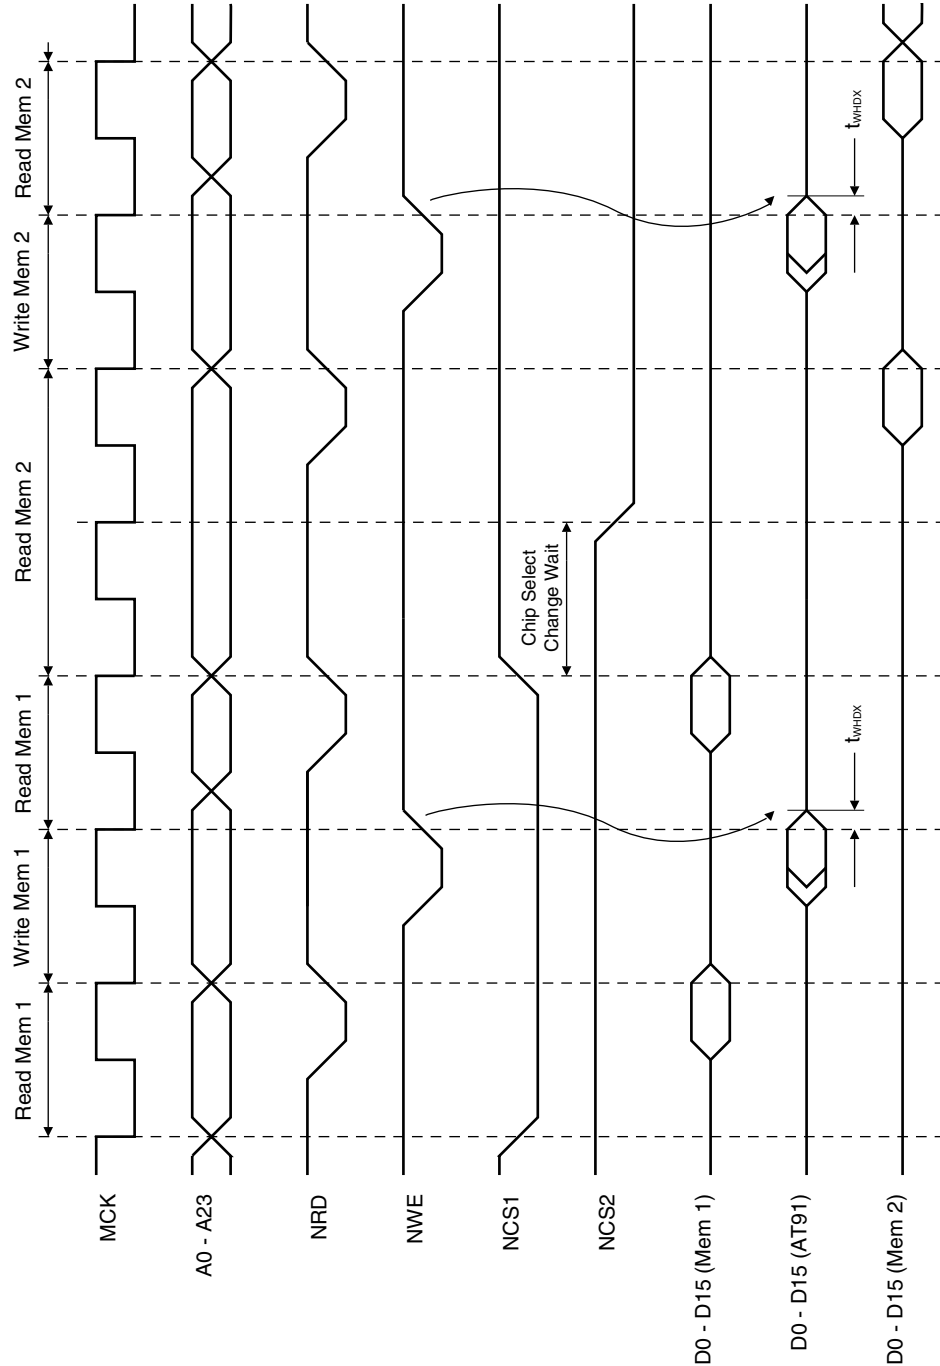 Read Mem 1
Write Mem 1
Read Mem 1
Read Mem 2
Write Mem 2
Read Mem 2
MCK
A0 - A23
NRD
NWE
NCS1
Chip Select
Change Wait
NCS2
D0 - D15 (Mem 1)
D0 - D15 (AT91)
tWHDX
tWHDX
D0 - D15 (Mem 2)